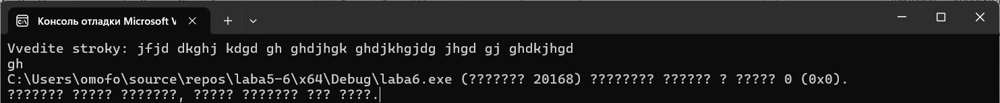 Консоль отладки Microsoft V
Vvedite stroky: jfjd dkghj kdgd gh ghdjhgk ghdjkhgjdg jhgd gj ghdkjhgd
gh
C:\Users\omofo\source\repos\laba5-6\x64\Debug\laba6.exe (??????? 20168) ???????? ?????? ? ????? 0 (0x0).
??????? ????? ???????, ????? ??????? ??? ????.